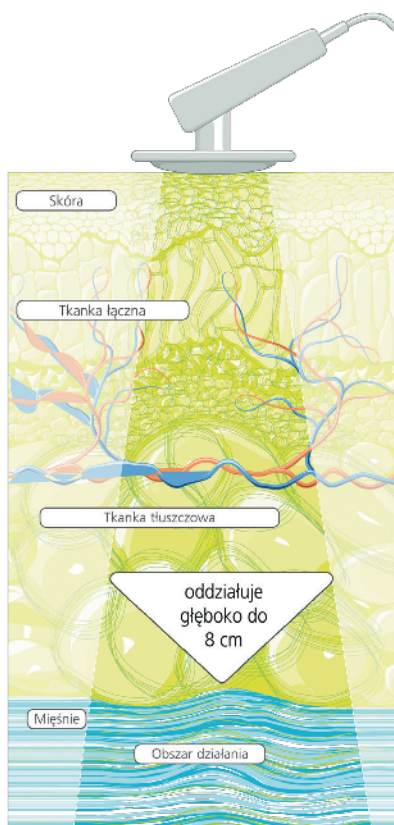 Skóra
Tkanka łączna
Tkanka tłuszczowa
oddziałuje
głęboko do
8 cm
Mięśnie
Obszar działania